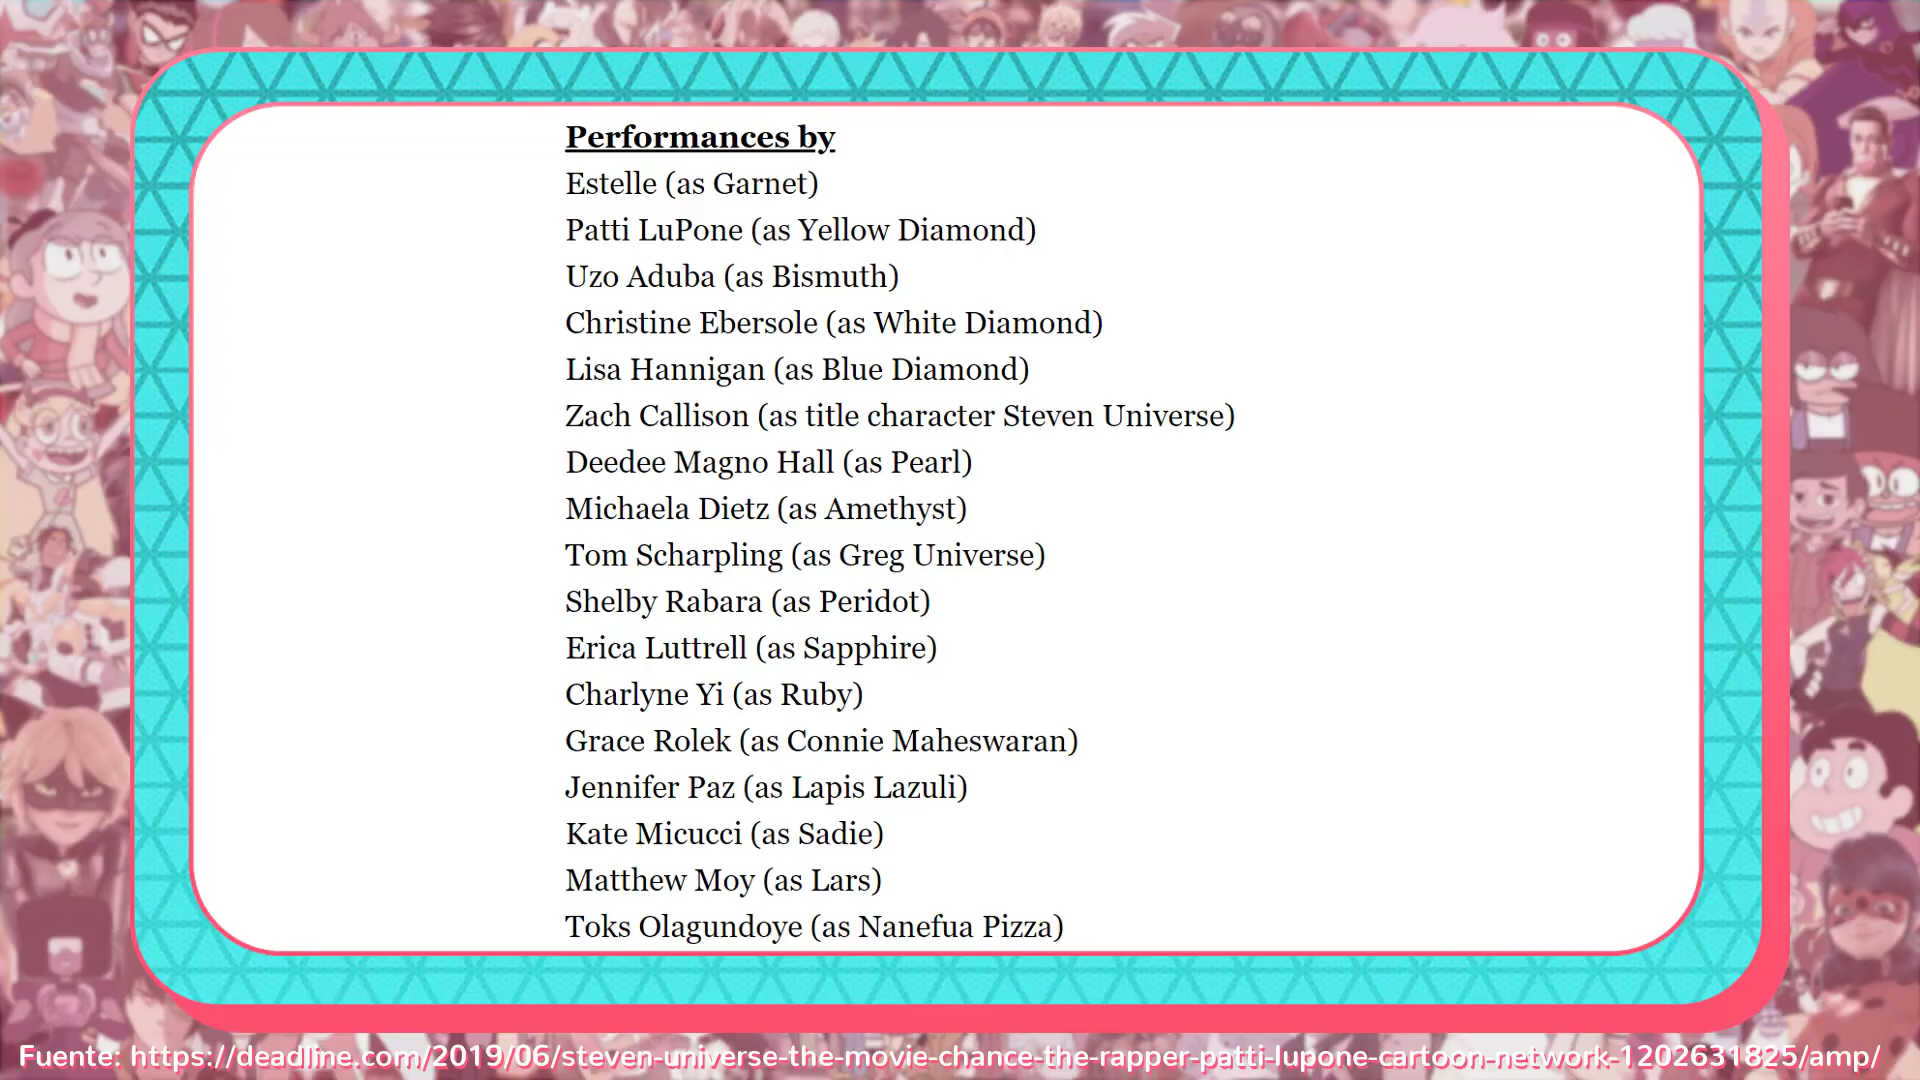 Performances by
Estelle (as Garnet)
Patti LuPone (as Yellow Diamond)
Uzo Aduba (as Bismuth)
Christine Ebersole (as White Diamond)
Lisa Hannigan (as Blue Diamond)
Zach Callison (as title character Steven Universe)
Deedee Magno Hall (as Pearl)
Michaela Dietz (as Amethyst)
Tom Scharpling (as Greg Universe)
Shelby Rabara (as Peridot)
Erica Luttrell (as Sapphire)
Charlyne Yi (as Ruby)
Grace Rolek (as Connie Maheswaran)
Jennifer Paz (as Lapis Lazuli)
Kate Micucci (as Sadie)
Matthew Moy (as Lars)
Toks Olagundoye (as Nanefua Pizza)
Fuente: https://deadline.com/2019/06/steven-universe-the-movie-chance-the-rapper-patti-lupone-cartoon-network-1202631825/amp/